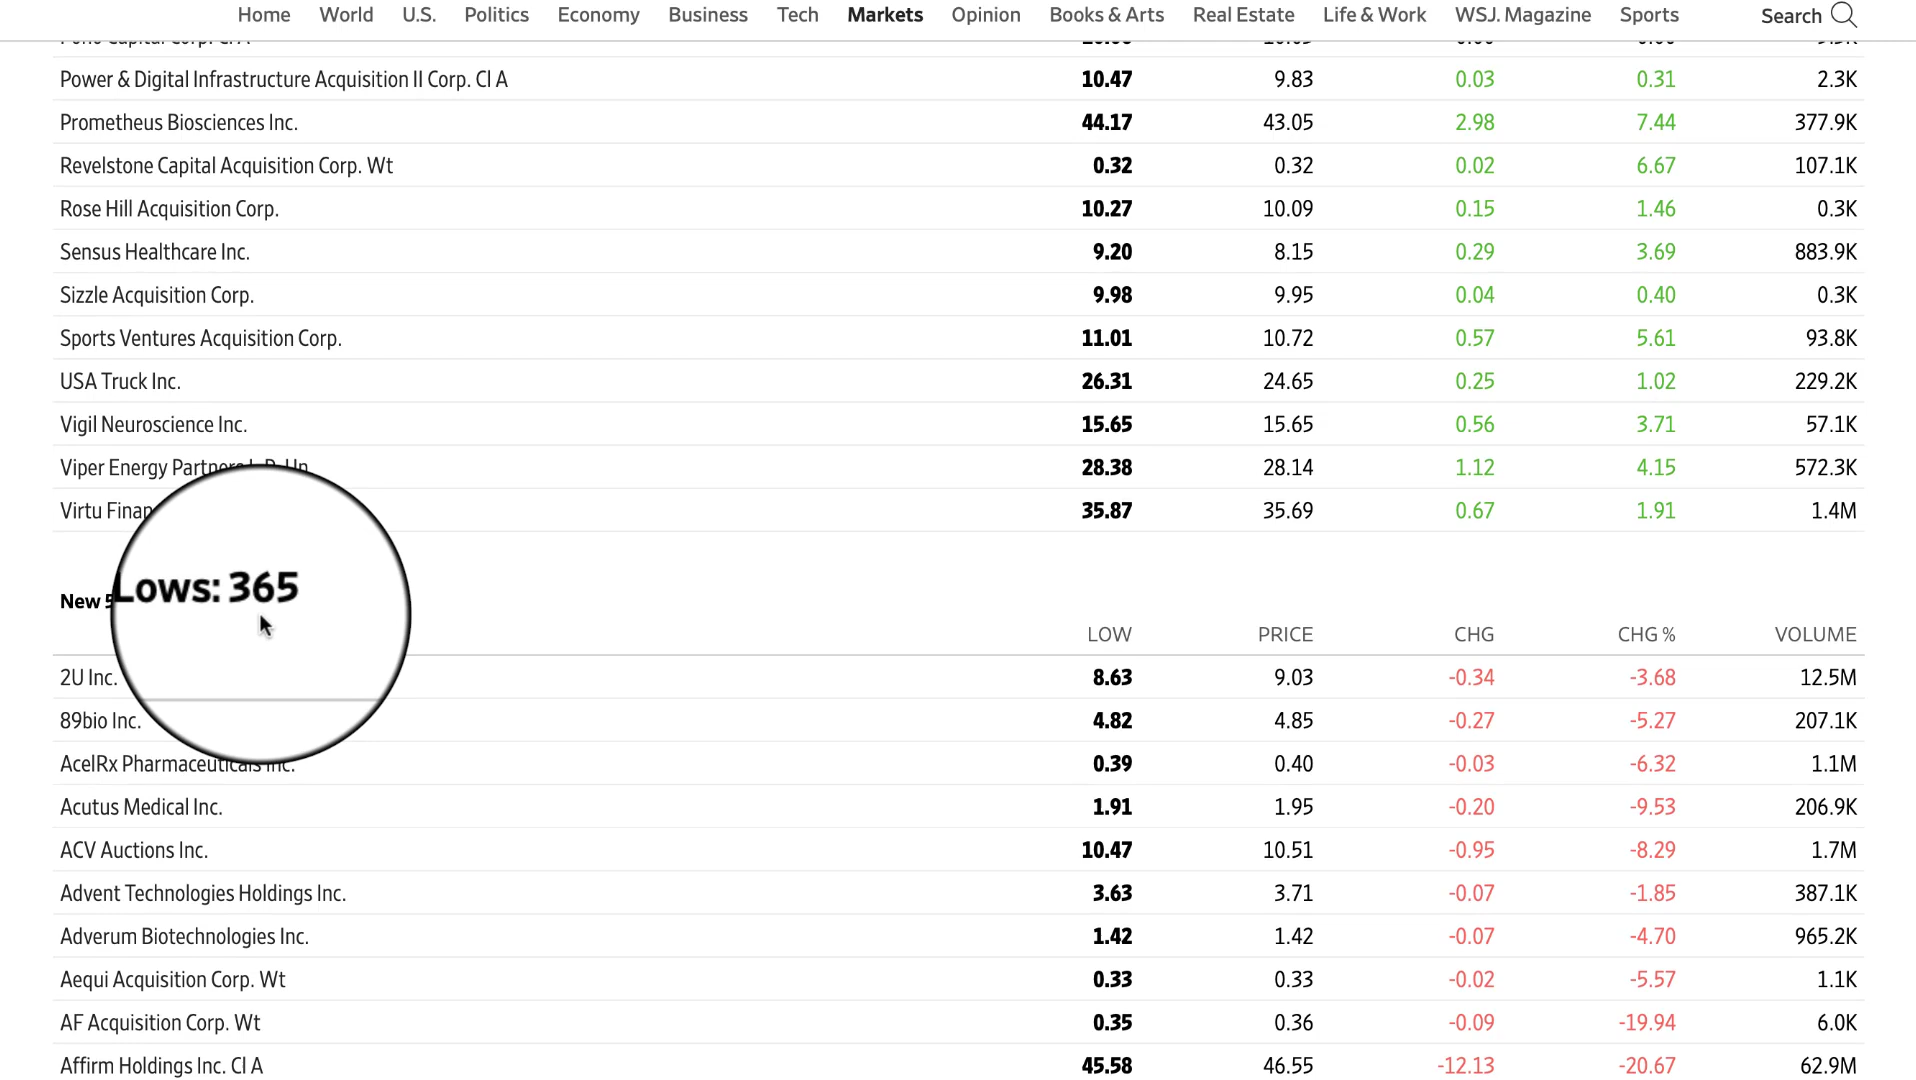 Home World U.S. Politics Economy Business Tech Markets Opinion Books & Arts Real Estate Life & Work WSJ. Magazine Sports Search
Power & Digital Infrastructure Acquisition II Corp. Cl A 10.47 9.83 0.03 0.31 2.3K
Prometheus Biosciences Inc. 44.17 43.05 2.98 7.44 377.9K
Revelstone Capital Acquisition Corp. Wt 0.32 0.32 0.02 6.67 107.1K
Rose Hill Acquisition Corp. 10.27 10.09 0.15 1.46 0.3K
Sensus Healthcare Inc. 9.20 8.15 0.29 3.69 883.9K
Sizzle Acquisition Corp. 9.98 9.95 0.04 0.40 0.3K
Sports Ventures Acquisition Corp. 11.01 10.72 0.57 5.61 93.8K
USA Truck Inc. 26.31 24.65 0.25 1.02 229.2K
Vigil Neuroscience Inc. 15.65 15.65 0.56 3.71 57.1K
Viper Energy Partners L.P. Un 28.38 28.14 1.12 4.15 572.3K
Virtu Finan 35.87 35.69 0.67 1.91 1.4M
New 5 Lows: 365
LOW PRICE CHG CHG % VOLUME
2U Inc. 8.63 9.03 -0.34 -3.68 12.5M
89bio Inc. 4.82 4.85 -0.27 -5.27 207.1K
AcelRx Pharmaceuticals Inc. 0.39 0.40 -0.03 -6.32 1.1M
Acutus Medical Inc. 1.91 1.95 -0.20 -9.53 206.9K
ACV Auctions Inc. 10.47 10.51 -0.95 -8.29 1.7M
Advent Technologies Holdings Inc. 3.63 3.71 -0.07 -1.85 387.1K
Adverum Biotechnologies Inc. 1.42 1.42 -0.07 -4.70 965.2K
Aequi Acquisition Corp. Wt 0.33 0.33 -0.02 -5.57 1.1K
AF Acquisition Corp. Wt 0.35 0.36 -0.09 -19.94 6.0K
Affirm Holdings Inc. Cl A 45.58 46.55 -12.13 -20.67 62.9M